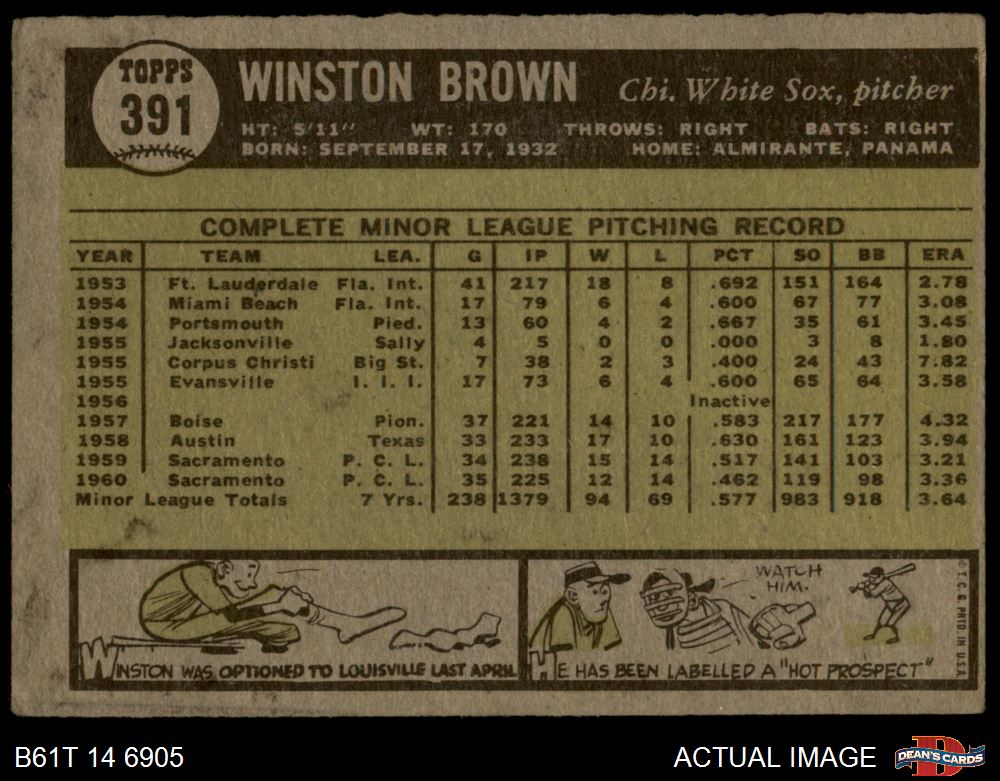 TOPPS
391
WINSTON BROWN Chi. White Sox, pitcher
HT: 5/11" WT: 170 THROWS: RIGHT BATS: RIGHT
BORN: SEPTEMBER 17, 1932 HOME: ALMIRANTE, PANAMA
COMPLETE MINOR LEAGUE PITCHING RECORD
YEAR TEAM LEA. G IP W L PCT SO BB ERA
1953 Ft. Lauderdale Fla. Int. 41 217 18 8 .692 151 164 2.78
1954 Miami Beach Fla. Int. 17 79 6 4 .600 67 77 3.08
1954 Portsmouth Pied. 13 60 4 2 .667 35 61 3.45
1955 Jacksonville Sally 4 5 0 0 .000 3 8 1.80
1955 Corpus Christi Big St. 7 38 2 3 .400 24 43 7.82
1955 Evansville I. I. I. 17 73 6 4 .600 65 64 3.58
1956 Inactive
1957 Boise Pion. 37 221 14 10 .583 217 177 4.32
1958 Austin Texas 33 233 17 10 .630 161 123 3.94
1959 Sacramento P. C. L. 34 238 15 14 .517 141 103 3.21
1960 Sacramento P. C. L. 35 225 12 14 .462 119 98 3.36
Minor League Totals 7 Yrs. 238 1379 94 69 .577 983 918 3.64
WINSTON WAS OPTIONED TO LOUISVILLE LAST APRIL
WATCH
HIM.
HE HAS BEEN LABELLED A "HOT PROSPECT"
© T.C.G. PRTD. IN U.S.A.
B61T 14 6905
ACTUAL IMAGE
D
DEAN'S CARDS